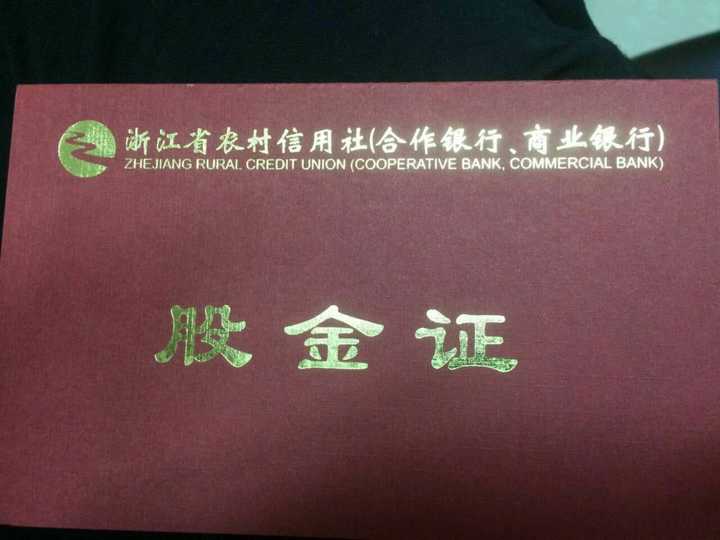 浙江省农村信用社(合作银行、商业银行)
ZHEJIANG RURAL CREDIT UNION (COOPERATIVE BANK, COMMERCIAL BANK)
股金证